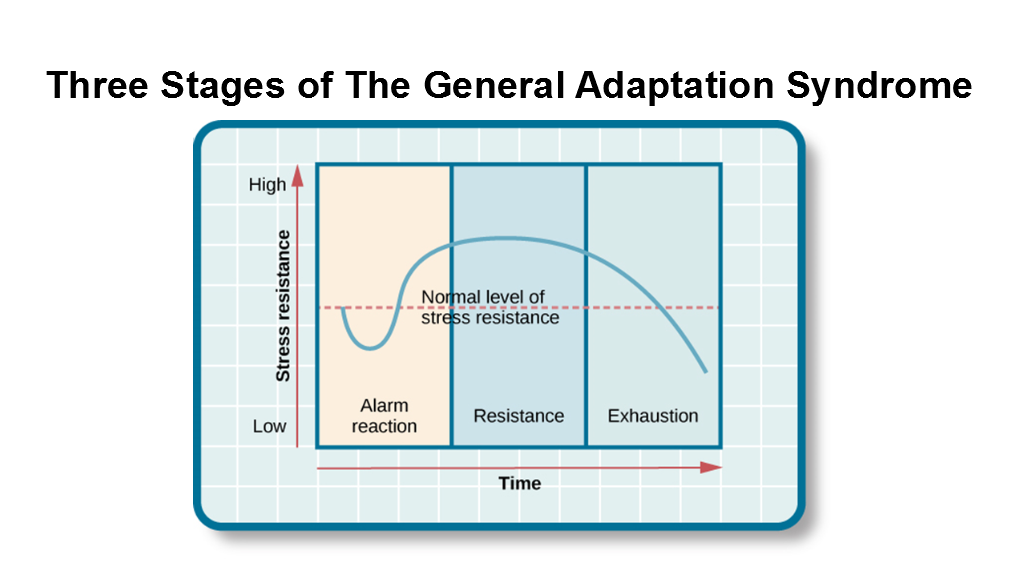 Three Stages of The General Adaptation Syndrome
High
Stress resistance
Normal level of
stress resistance
Alarm
reaction
Resistance
Exhaustion
Low
Time